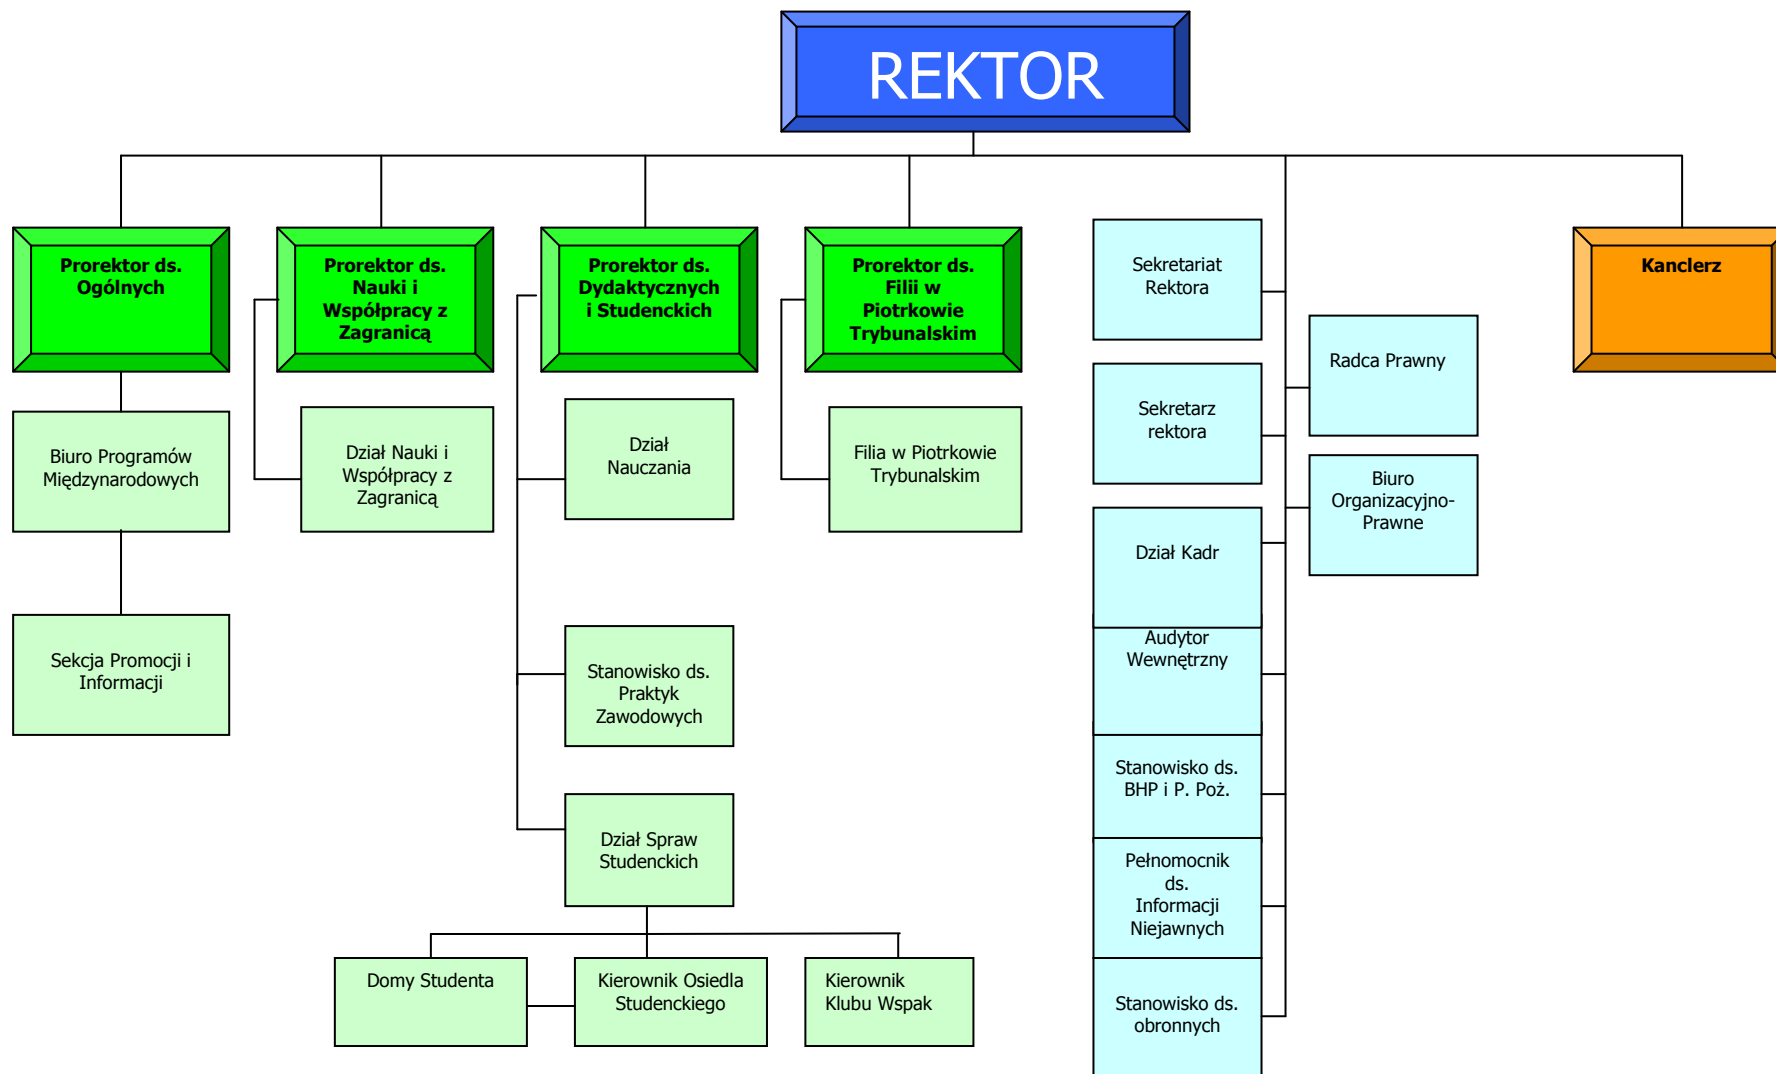 REKTOR
Prorektor ds.
Ogólnych
Prorektor ds.
Nauki i
Współpracy z
Zagranicą
Prorektor ds.
Dydaktycznych
i Studenckich
Prorektor ds.
Filii w
Piotrkowie
Trybunalskim
Sekretariat
Rektora
Kanclerz
Radca Prawny
Biuro Programów
Międzynarodowych
Dział Nauki i
Współpracy z
Zagranicą
Dział
Nauczania
Filia w Piotrkowie
Trybunalskim
Sekretarz
rektora
Biuro
Organizacyjno-
Prawne
Dział Kadr
Sekcja Promocji i
Informacji
Stanowisko ds.
Praktyk
Zawodowych
Audytor
Wewnętrzny
Stanowisko ds.
BHP i P. Poż.
Dział Spraw
Studenckich
Pełnomocnik
ds.
Informacji
Niejawnych
Domy Studenta
Kierownik Osiedla
Studenckiego
Kierownik
Klubu Wspak
Stanowisko ds.
obronnych